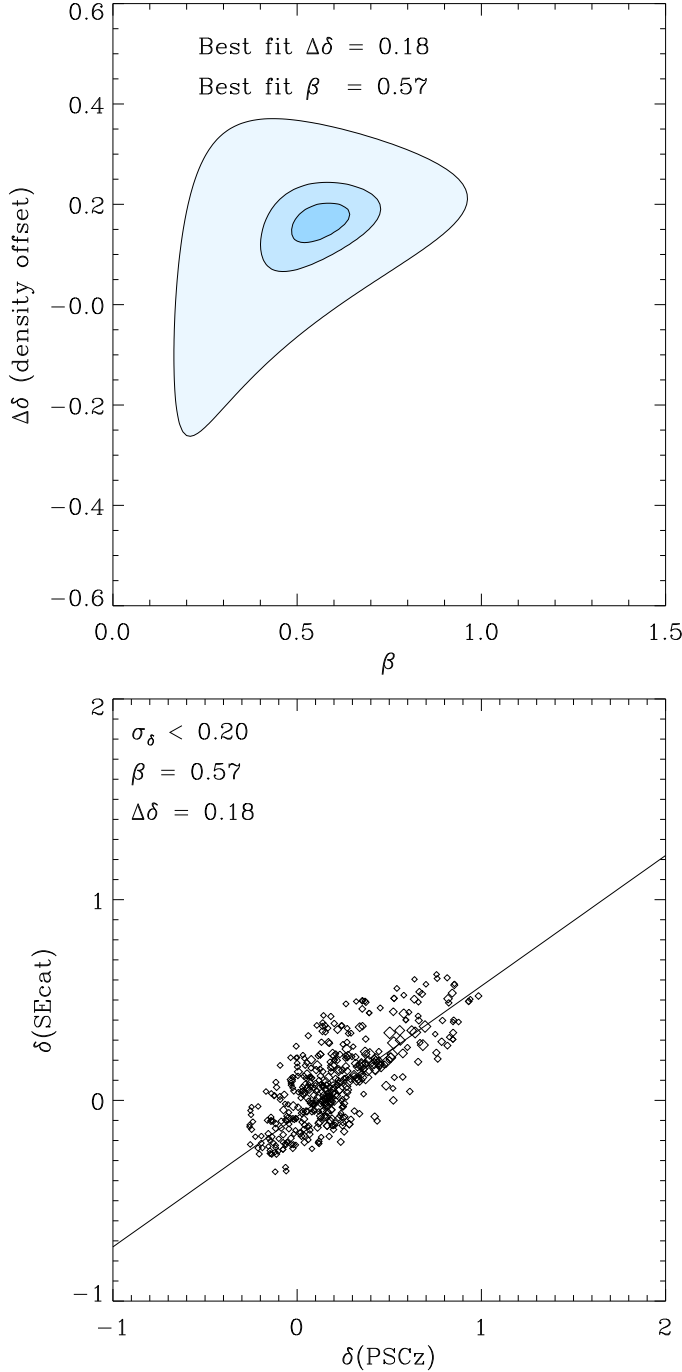 Best fit Δδ = 0.18
Best fit β = 0.57
0.6
0.4
0.2
-0.0
-0.2
-0.4
-0.6
Δδ (density offset)
0.0 0.5 1.0 1.5
β
σδ < 0.20
β = 0.57
Δδ = 0.18
2
1
0
-1
δ(SEcat)
-1 0 1 2
δ(PSCz)